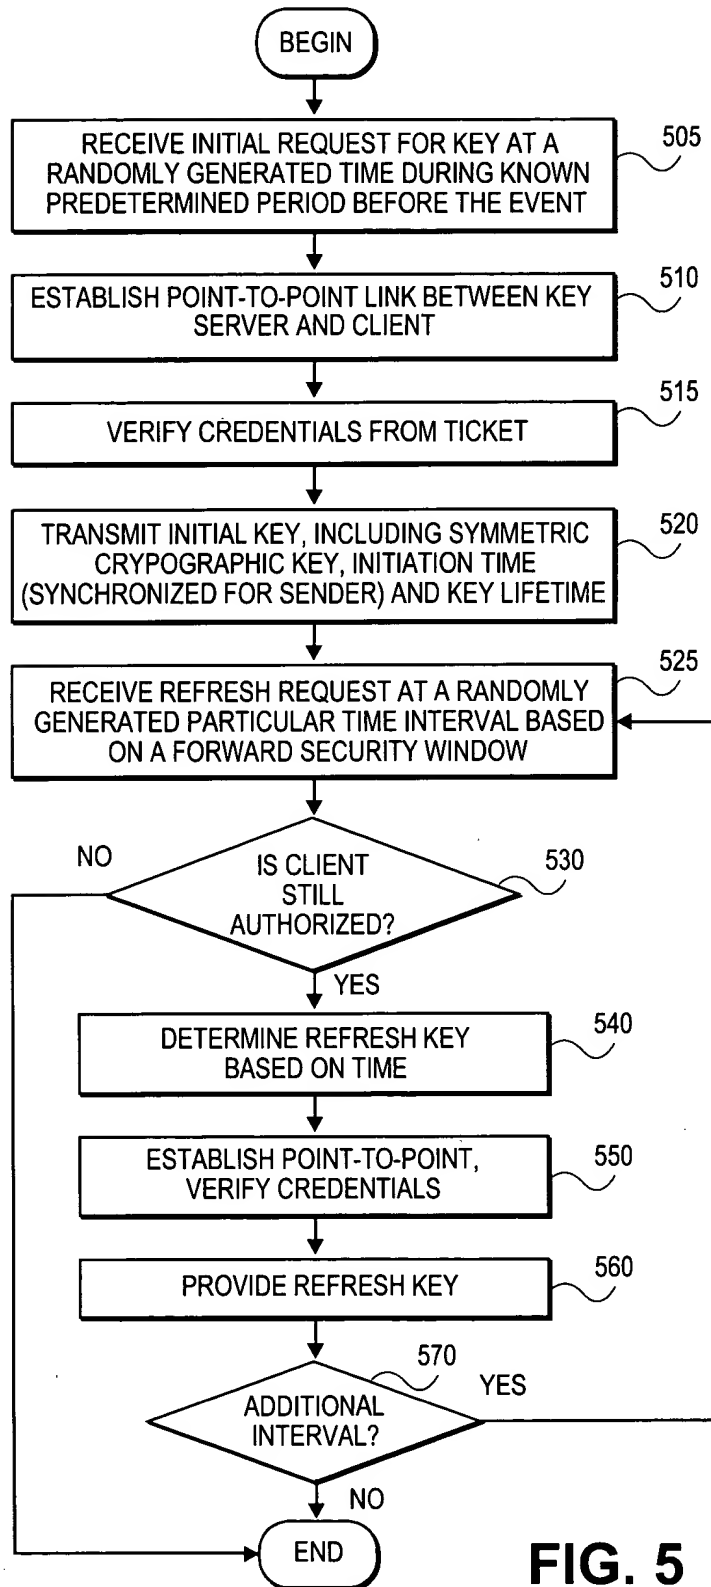 BEGIN
RECEIVE INITIAL REQUEST FOR KEY AT A
RANDOMLY GENERATED TIME DURING KNOWN
PREDETERMINED PERIOD BEFORE THE EVENT
505
ESTABLISH POINT-TO-POINT LINK BETWEEN KEY
SERVER AND CLIENT
510
VERIFY CREDENTIALS FROM TICKET
515
TRANSMIT INITIAL KEY, INCLUDING SYMMETRIC
CRYPOGRAPHIC KEY, INITIATION TIME
(SYNCHRONIZED FOR SENDER) AND KEY LIFETIME
520
RECEIVE REFRESH REQUEST AT A RANDOMLY
GENERATED PARTICULAR TIME INTERVAL BASED
ON A FORWARD SECURITY WINDOW
525
NO
IS CLIENT
STILL
AUTHORIZED?
530
YES
DETERMINE REFRESH KEY
BASED ON TIME
540
ESTABLISH POINT-TO-POINT,
VERIFY CREDENTIALS
550
PROVIDE REFRESH KEY
560
ADDITIONAL
INTERVAL?
570
YES
NO
END
FIG. 5